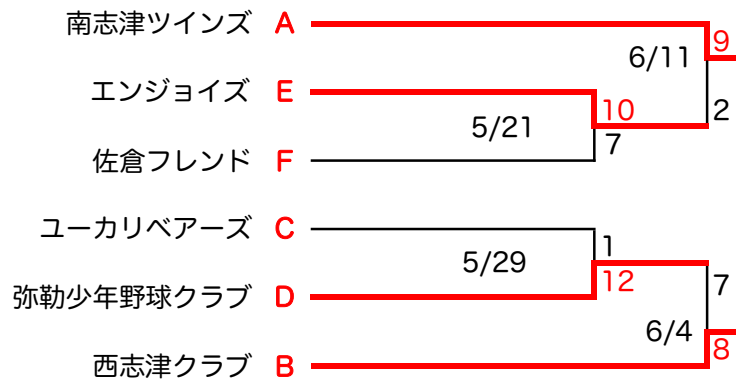 南志津ツインズ A
9
6/11
エンジョイズ E
10
2
5/21
7
佐倉フレンド F
ユーカリベアーズ C
1
5/29
12
7
弥勒少年野球クラブ D
6/4
8
西志津クラブ B